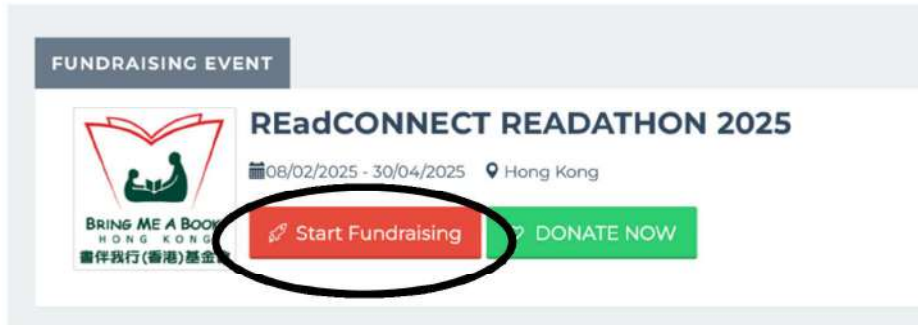 FUNDRAISING EVENT
REadCONNECT READATHON 2025
08/02/2025 - 30/04/2025 Hong Kong
Start Fundraising DONATE NOW
BRING ME A BOOK
HONG KONG
書伴我行(香港)基金